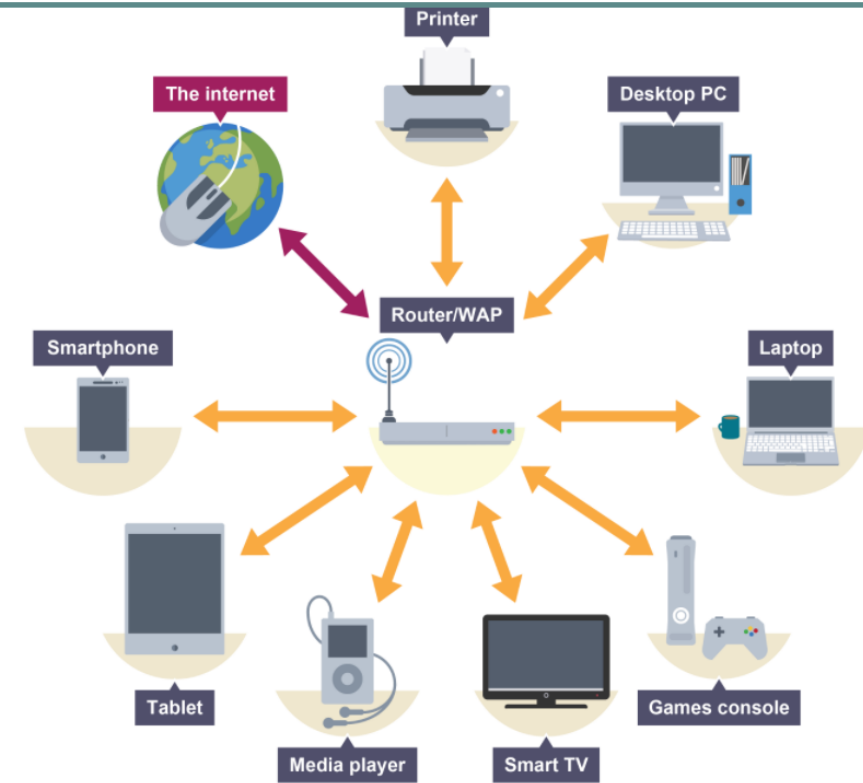 Printer
The internet
Desktop PC
Router/WAP
Smartphone
Laptop
Tablet
Games console
Media player
Smart TV